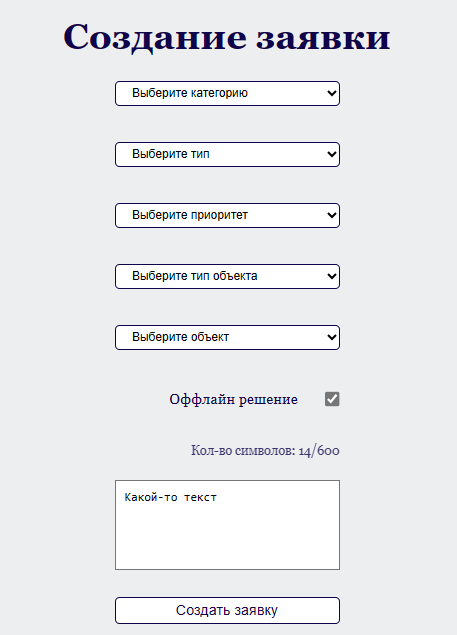 Создание заявки
Выберите категорию
Выберите тип
Выберите приоритет
Выберите тип объекта
Выберите объект
Оффлайн решение
Кол-во символов: 14/600
Какой-то текст
Создать заявку